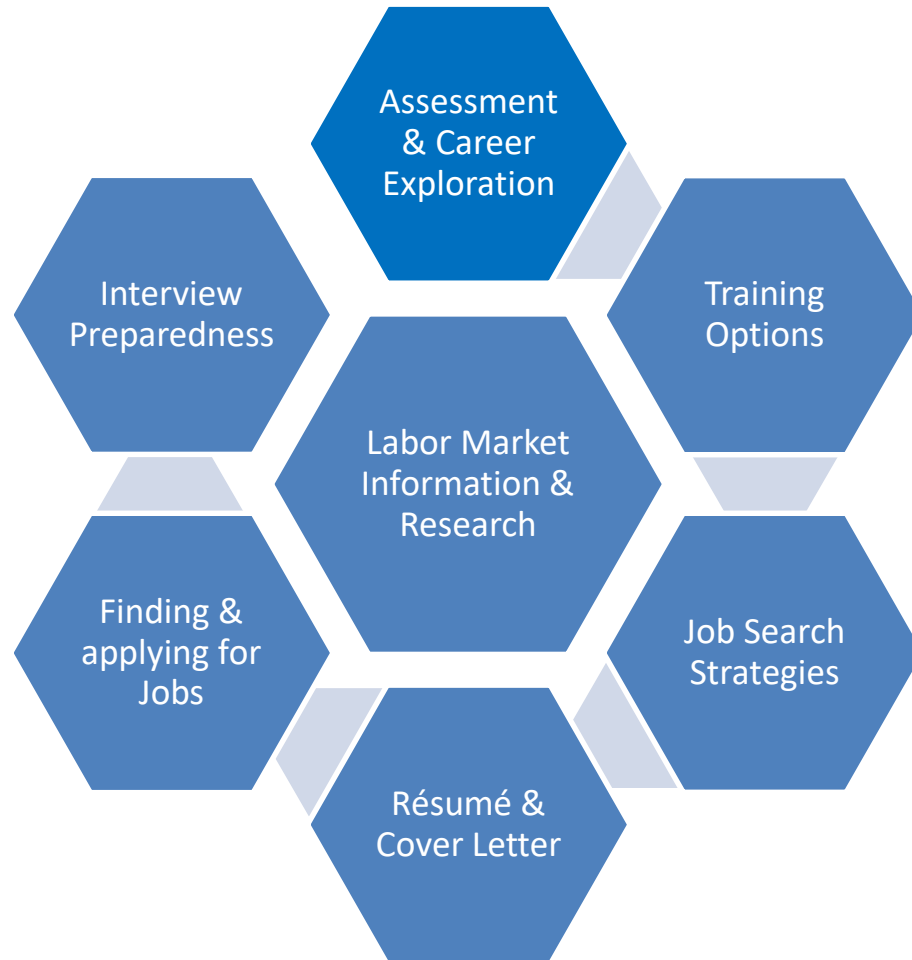 Assessment
& Career
Exploration
Training
Options
Job Search
Strategies
Résumé &
Cover Letter
Finding &
applying for
Jobs
Interview
Preparedness
Labor Market
Information &
Research